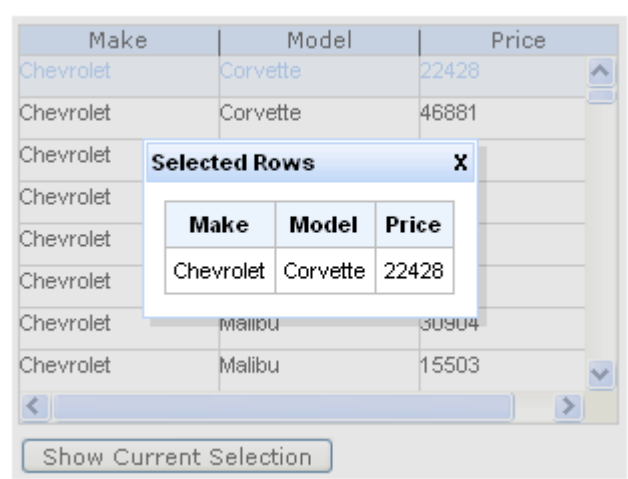 Make Model Price
Chevrolet Corvette 22428
Chevrolet Corvette 46881
Chevrolet
Selected Rows X
Chevrolet
Make Model Price
Chevrolet
Chevrolet Corvette 22428
Chevrolet
Chevrolet Malibu 30904
Chevrolet Malibu 15503
Show Current Selection